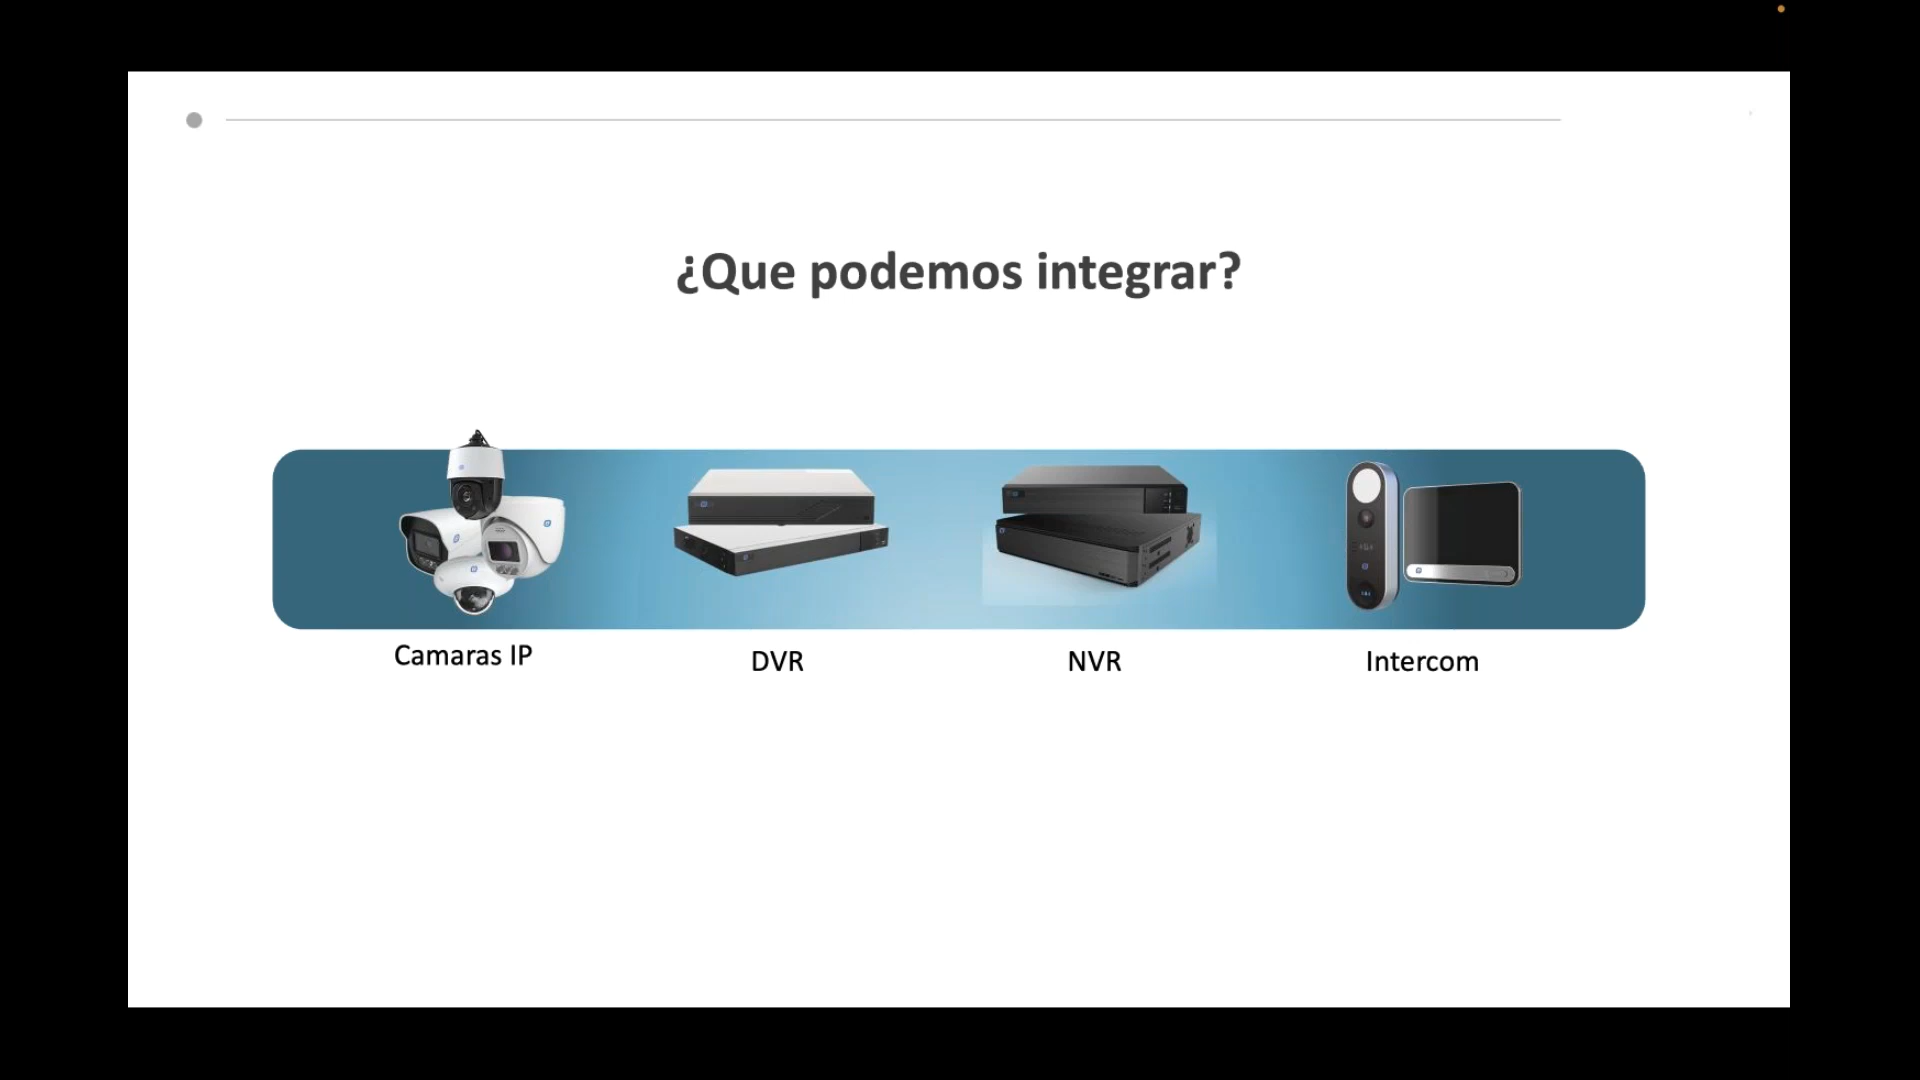 ¿Que podemos integrar?
Camaras IP
DVR
NVR
Intercom